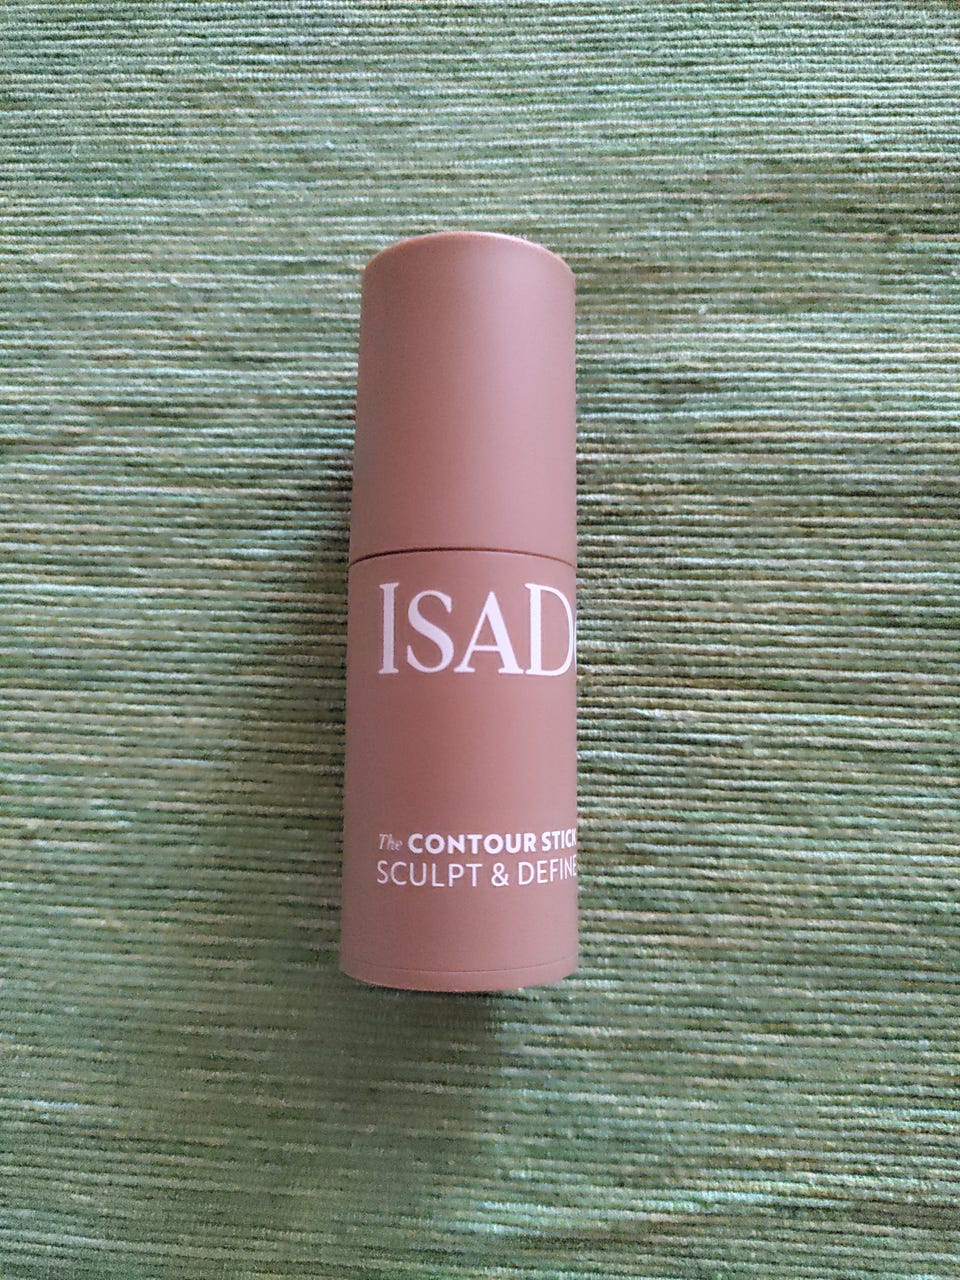 ISAD
The CONTOUR STICK
SCULPT & DEFINE